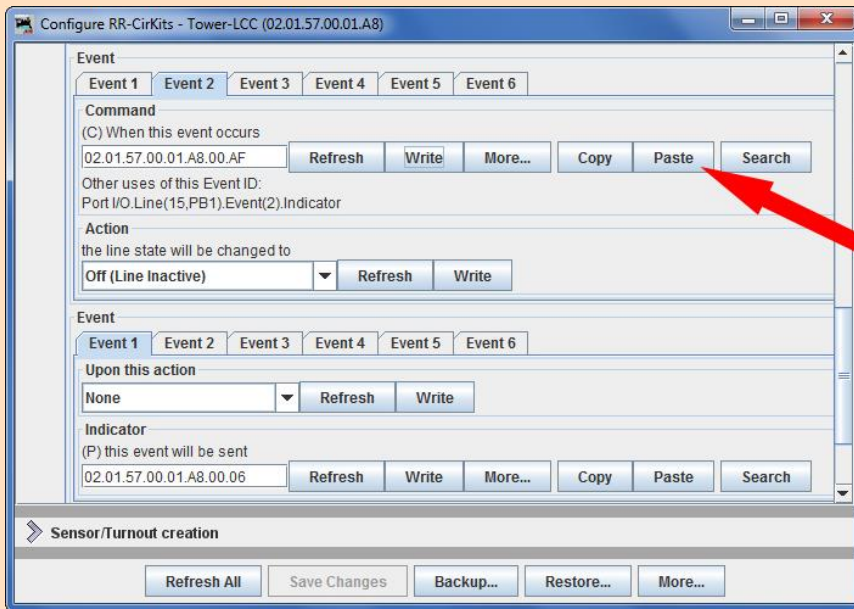 Configure RR-CirKits - Tower-LCC (02.01.57.00.01.A8)
Event
Event 1 Event 2 Event 3 Event 4 Event 5 Event 6
Command
(C) When this event occurs
02.01.57.00.01.A8.00.AF Refresh Write More... Copy Paste Search
Other uses of this Event ID:
Port I/O.Line(15,PB1).Event(2).Indicator
Action
the line state will be changed to
Off (Line Inactive) Refresh Write
Event
Event 1 Event 2 Event 3 Event 4 Event 5 Event 6
Upon this action
None Refresh Write
Indicator
(P) this event will be sent
02.01.57.00.01.A8.00.06 Refresh Write More... Copy Paste Search
Sensor/Turnout creation
Refresh All Save Changes Backup... Restore... More...